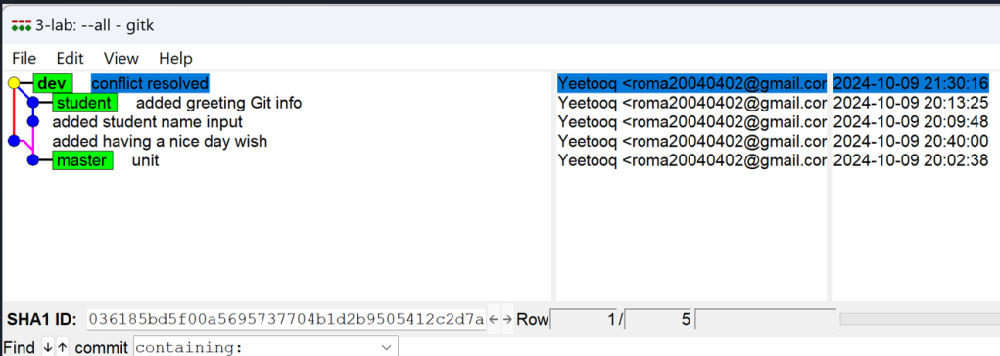 3-lab: --all - gitk
File Edit View Help
dev conflict resolved Yeetooq <roma20040402@gmail.cor 2024-10-09 21:30:16
student added greeting Git info Yeetooq <roma20040402@gmail.cor 2024-10-09 20:13:25
added student name input Yeetooq <roma20040402@gmail.cor 2024-10-09 20:09:48
added having a nice day wish Yeetooq <roma20040402@gmail.cor 2024-10-09 20:40:00
master unit Yeetooq <roma20040402@gmail.cor 2024-10-09 20:02:38
SHA1 ID: 036185bd5f00a5695737704b1d2b9505412c2d7a ← → Row 1 / 5
Find ↓ ↑ commit containing: